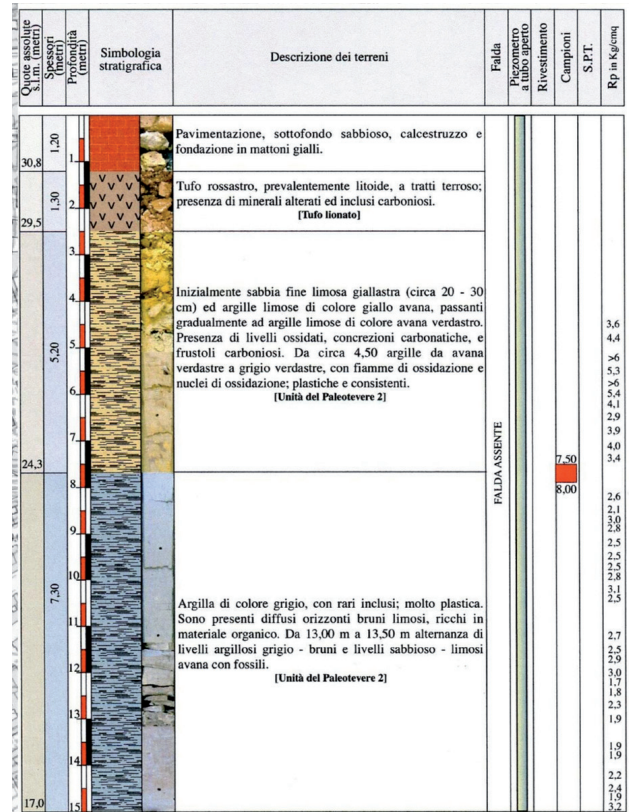 Quote assolute
s.l.m. (metri)
Spessori
(metri)
Profondità
(metri)
Simbologia
stratigrafica
Descrizione dei terreni
Falda
Piezometro
a tubo aperto
Rivestimento
Campioni
S.P.T.
Rp in Kg/cmq
1,20
Pavimentazione, sottofondo sabbioso, calcestruzzo e
fondazione in mattoni gialli.
1
30,8
1,30
Tufo rossastro, prevalentemente litoide, a tratti terroso;
presenza di minerali alterati ed inclusi carboniosi.
[Tufo lionato]
2
29,5
3
4
5,20
Inizialmente sabbia fine limosa giallastra (circa 20 - 30
cm) ed argille limose di colore giallo avana, passanti
gradualmente ad argille limose di colore avana verdastro.
Presenza di livelli ossidati, concrezioni carbonatiche, e
frustoli carboniosi. Da circa 4,50 argille da avana
verdastre a grigio verdastre, con fiamme di ossidazione e
nuclei di ossidazione; plastiche e consistenti.
[Unità del Paleotevere 2]
5
6
7
24,3
8
FALDA ASSENTE
7,50
8,00
3,6
4,4
>6
5,3
>6
5,4
4,1
2,9
3,9
4,0
3,4
9
10
7,30
Argilla di colore grigio, con rari inclusi; molto plastica.
Sono presenti diffusi orizzonti bruni limosi, ricchi in
materiale organico. Da 13,00 m a 13,50 m alternanza di
livelli argillosi grigio - bruni e livelli sabbioso - limosi
avana con fossili.
[Unità del Paleotevere 2]
11
12
13
14
15
17,0
2,6
2,1
3,0
2,8
2,5
2,5
2,5
2,8
3,1
2,5
2,7
2,5
2,9
3,0
1,7
1,8
2,3
1,9
1,9
1,9
2,2
2,4
1,9
3,2